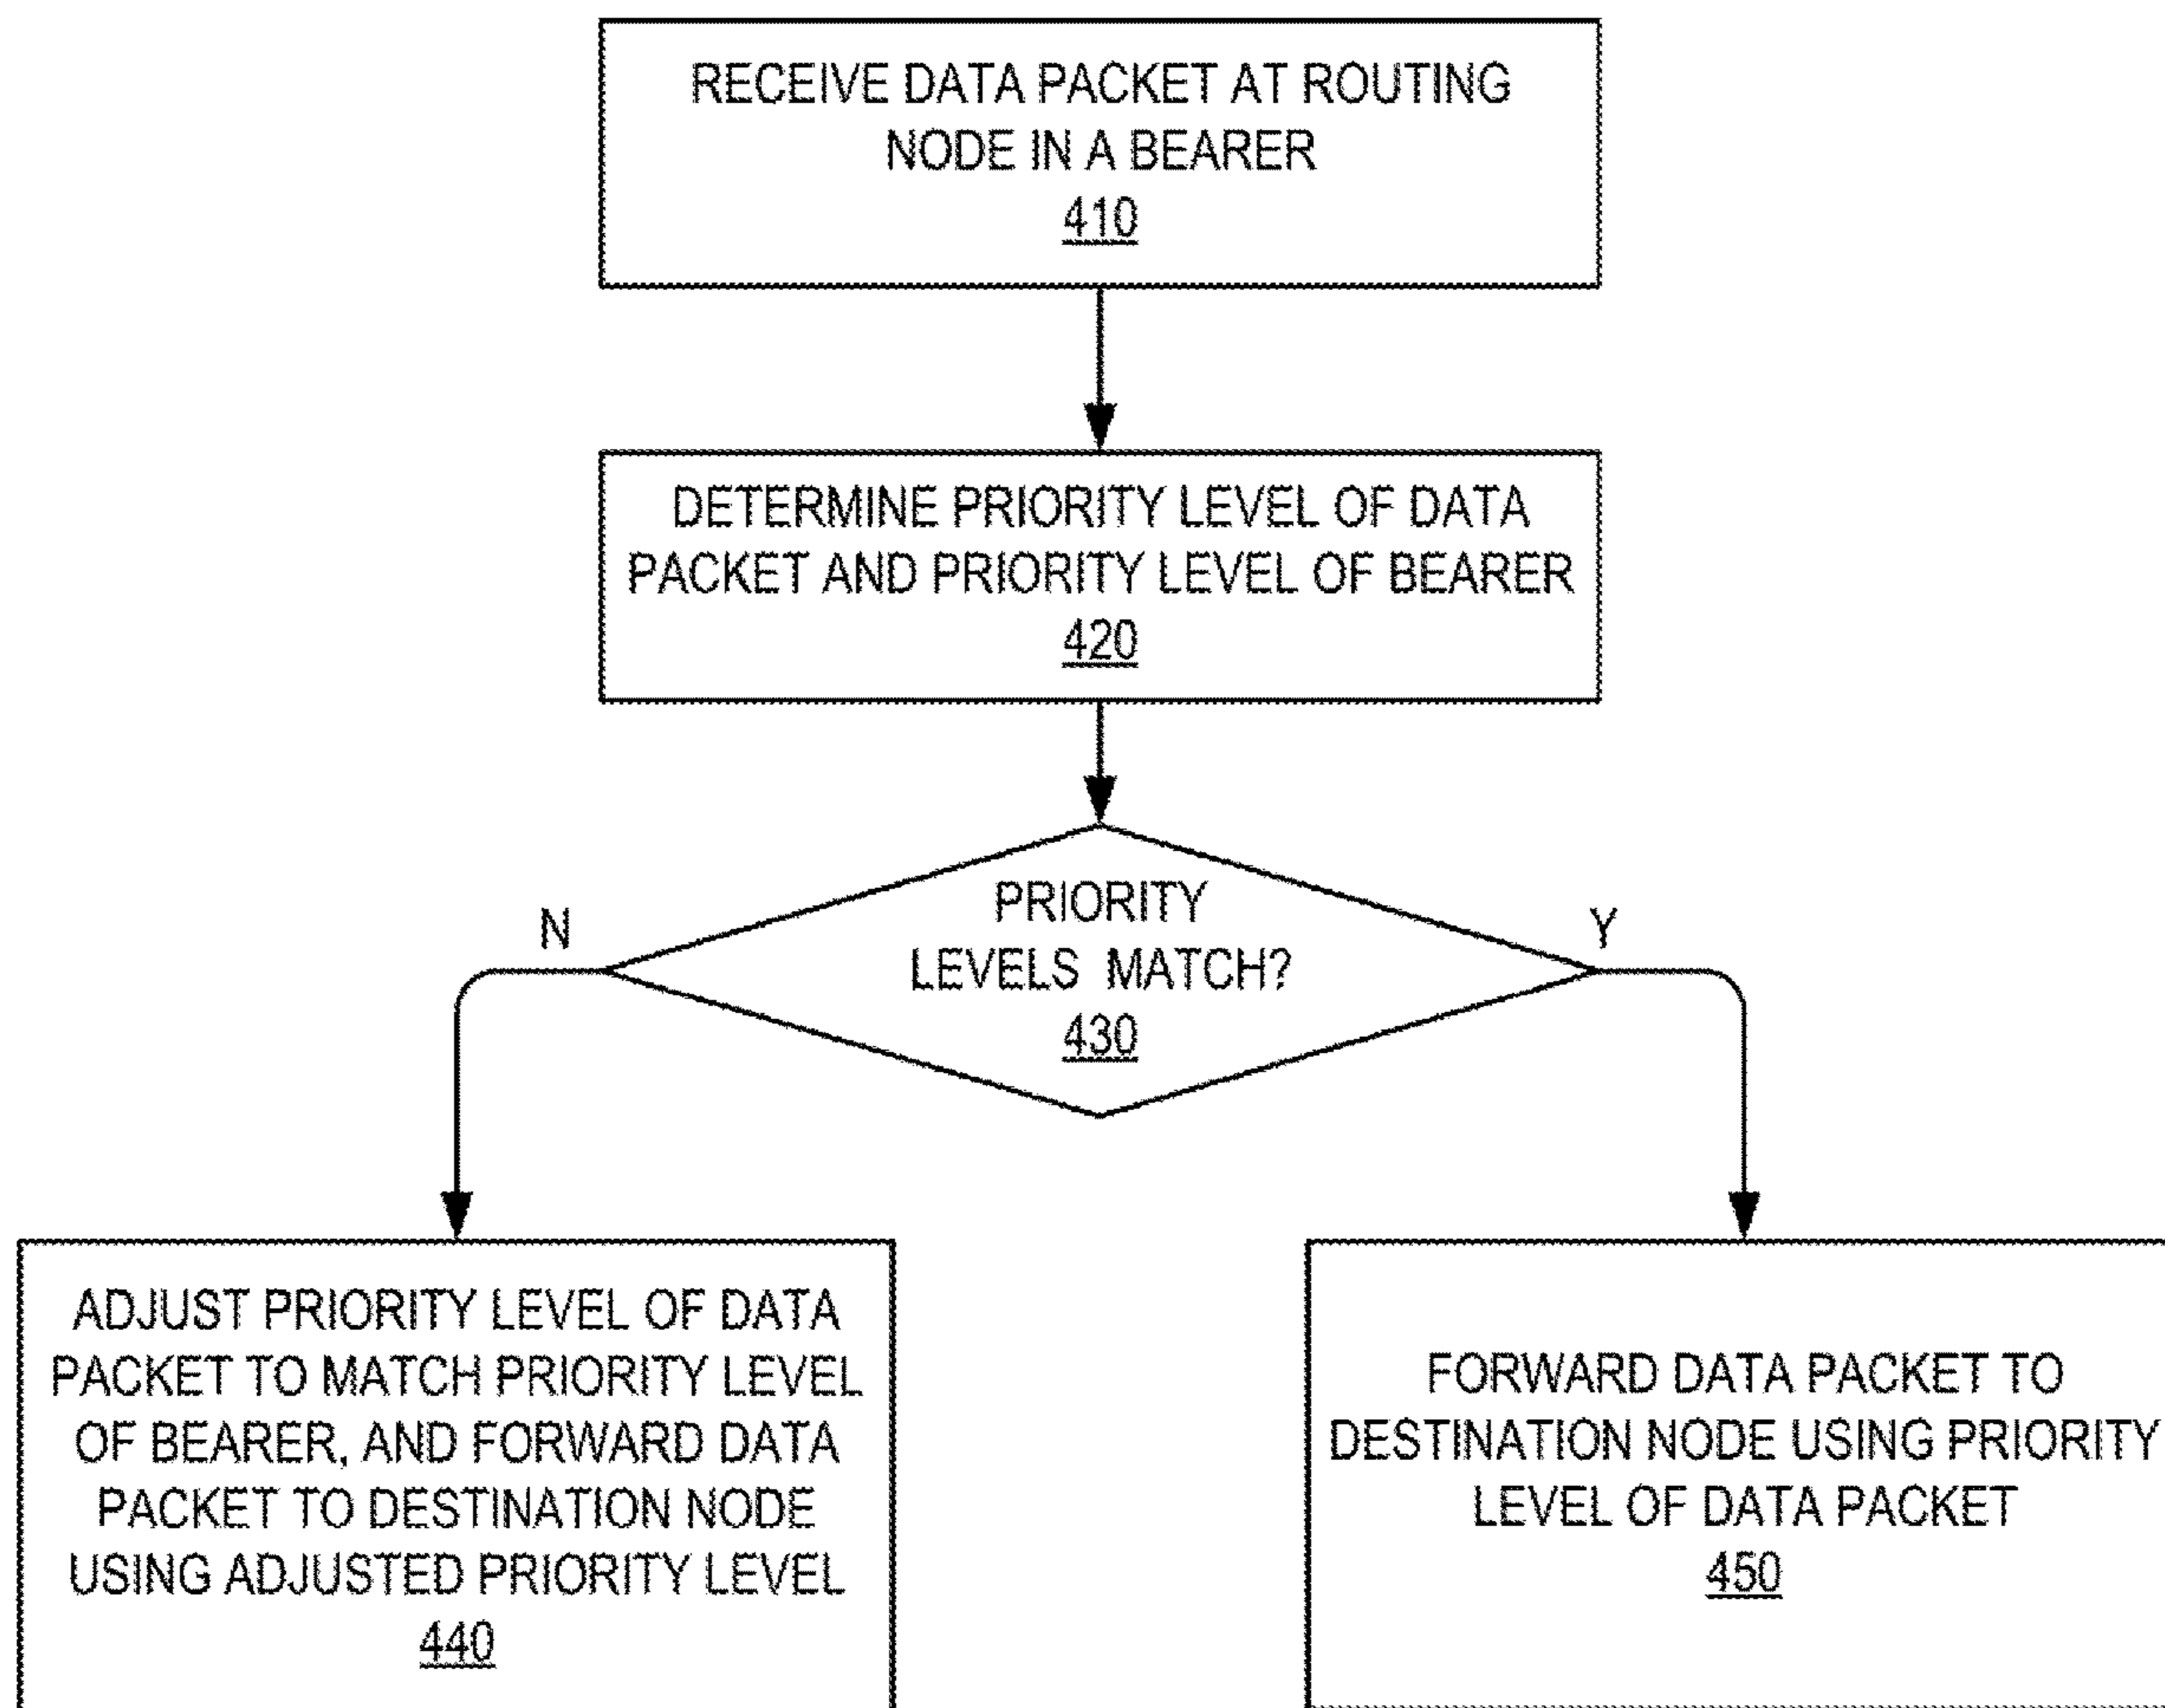 RECEIVE DATA PACKET AT ROUTING
NODE IN A BEARER
410
DETERMINE PRIORITY LEVEL OF DATA
PACKET AND PRIORITY LEVEL OF BEARER
420
PRIORITY
LEVELS MATCH?
430
N
Y
ADJUST PRIORITY LEVEL OF DATA
PACKET TO MATCH PRIORITY LEVEL
OF BEARER, AND FORWARD DATA
PACKET TO DESTINATION NODE
USING ADJUSTED PRIORITY LEVEL
440
FORWARD DATA PACKET TO
DESTINATION NODE USING PRIORITY
LEVEL OF DATA PACKET
450